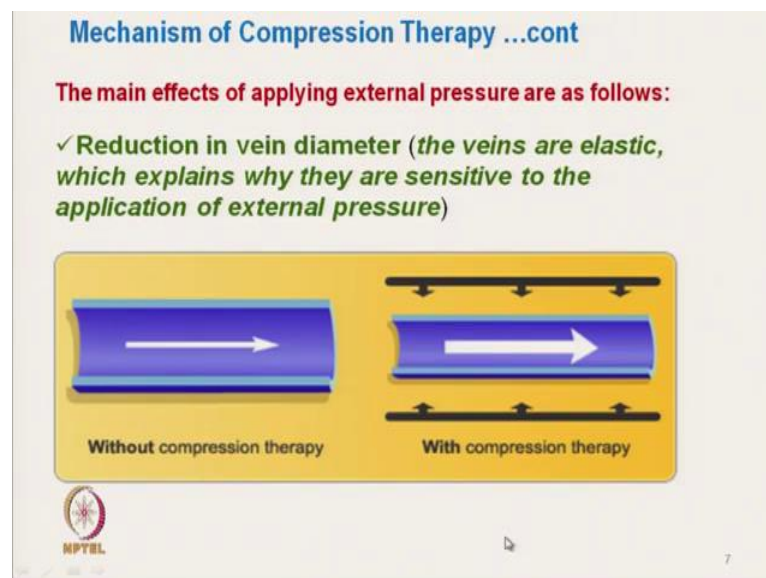 Mechanism of Compression Therapy ...cont
The main effects of applying external pressure are as follows:
✓Reduction in vein diameter (the veins are elastic,
which explains why they are sensitive to the
application of external pressure)
Without compression therapy
With compression therapy
NPTEL
7